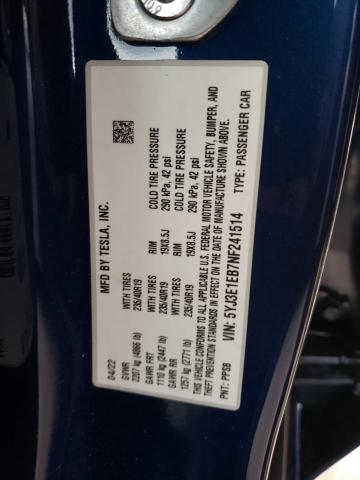 MFD BY TESLA, INC.
04/22
GVWR
2207 kg (4866 lb)
GAWR FRT WITH TIRES RIM COLD TIRE PRESSURE
1110 kg (2447 lb) 235/40R19 19X8.5J 290 kPa, 42 psi
GAWR RR WITH TIRES RIM COLD TIRE PRESSURE
1257 kg (2771 lb) 235/40R19 19X8.5J 290 kPa, 42 psi
THIS VEHICLE CONFORMS TO ALL APPLICABLE U.S. FEDERAL MOTOR VEHICLE SAFETY, BUMPER, AND
THEFT PREVENTION STANDARDS IN EFFECT ON THE DATE OF MANUFACTURE SHOWN ABOVE.
VIN: 5YJ3E1EB7NF241514 TYPE: PASSENGER CAR
PNT: PPSB